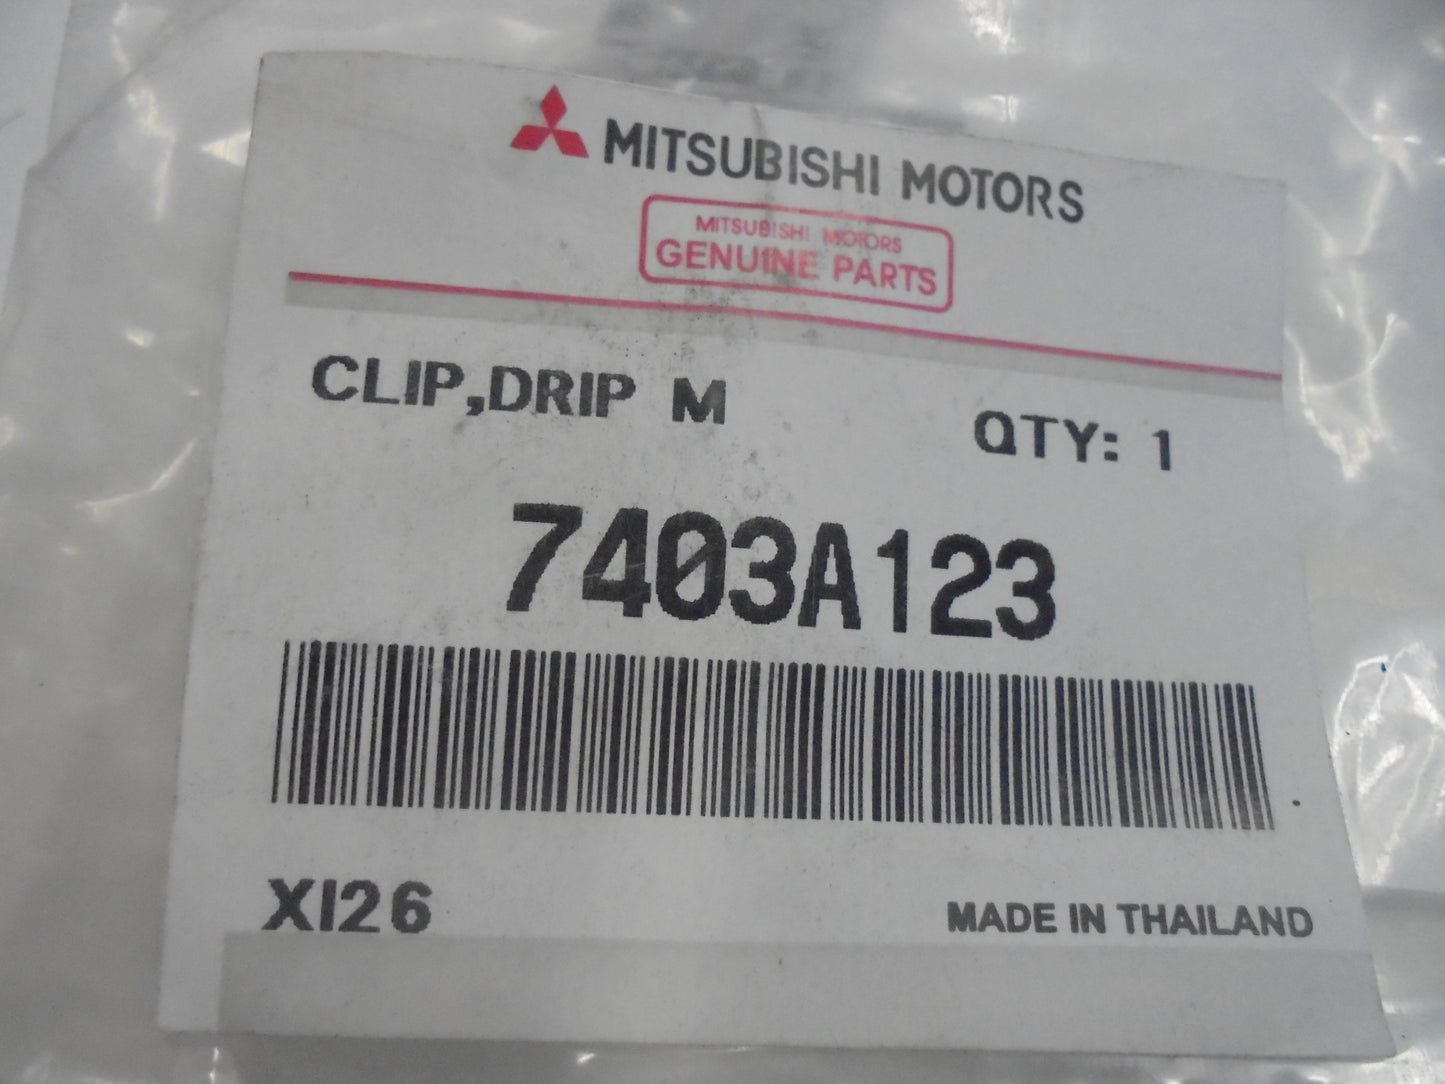 MITSUBISHI MOTORS
MITSUBISHI MOTORS
GENUINE PARTS
CLIP,DRIP M
QTY: 1
7403A123
XI26
MADE IN THAILAND